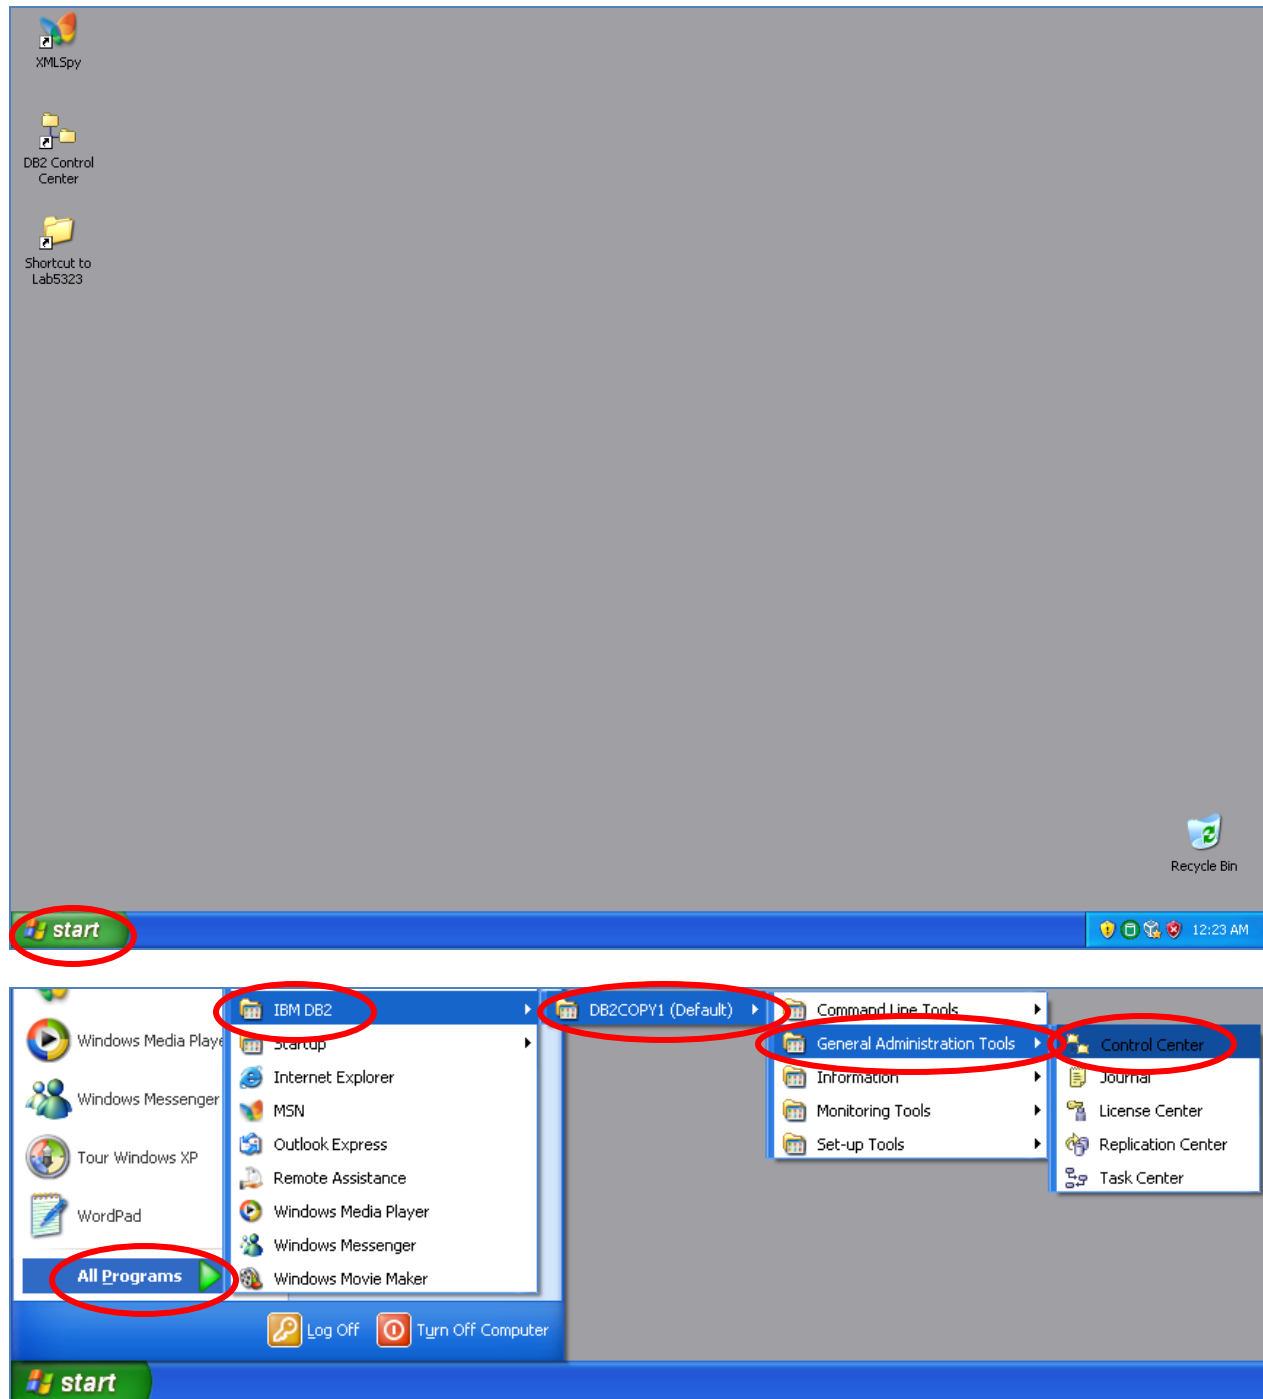 XMLSpy
DB2 Control
Center
Shortcut to
Lab5323
Recycle Bin
start
12:23 AM
IBM DB2
DB2COPY1 (Default)
Command Line Tools
Windows Media Playe
Startup
General Administration Tools
Control Center
Internet Explorer
Information
Journal
Windows Messenger
MSN
Monitoring Tools
License Center
Outlook Express
Set-up Tools
Replication Center
Tour Windows XP
Remote Assistance
Task Center
WordPad
Windows Media Player
Windows Messenger
All Programs
Windows Movie Maker
Log Off
Turn Off Computer
start